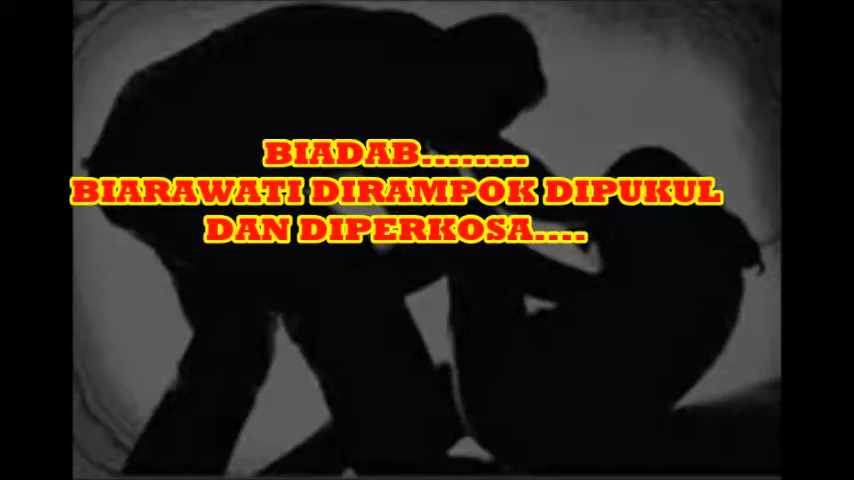 BIADAB........
BIARAWATI DIRAMPOK DIPUKUL
DAN DIPERKOSA....